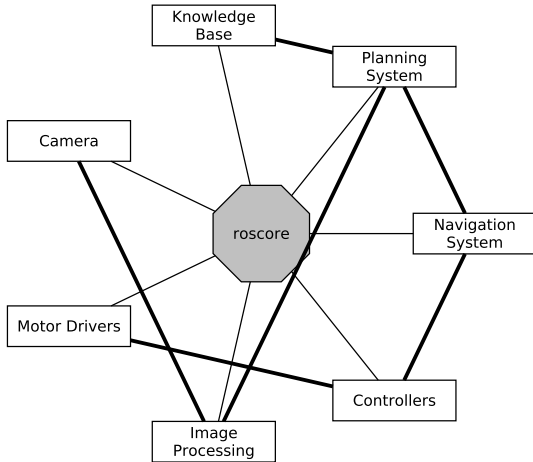 Knowledge
Base
Planning
System
Camera
roscore
Navigation
System
Motor Drivers
Controllers
Image
Processing